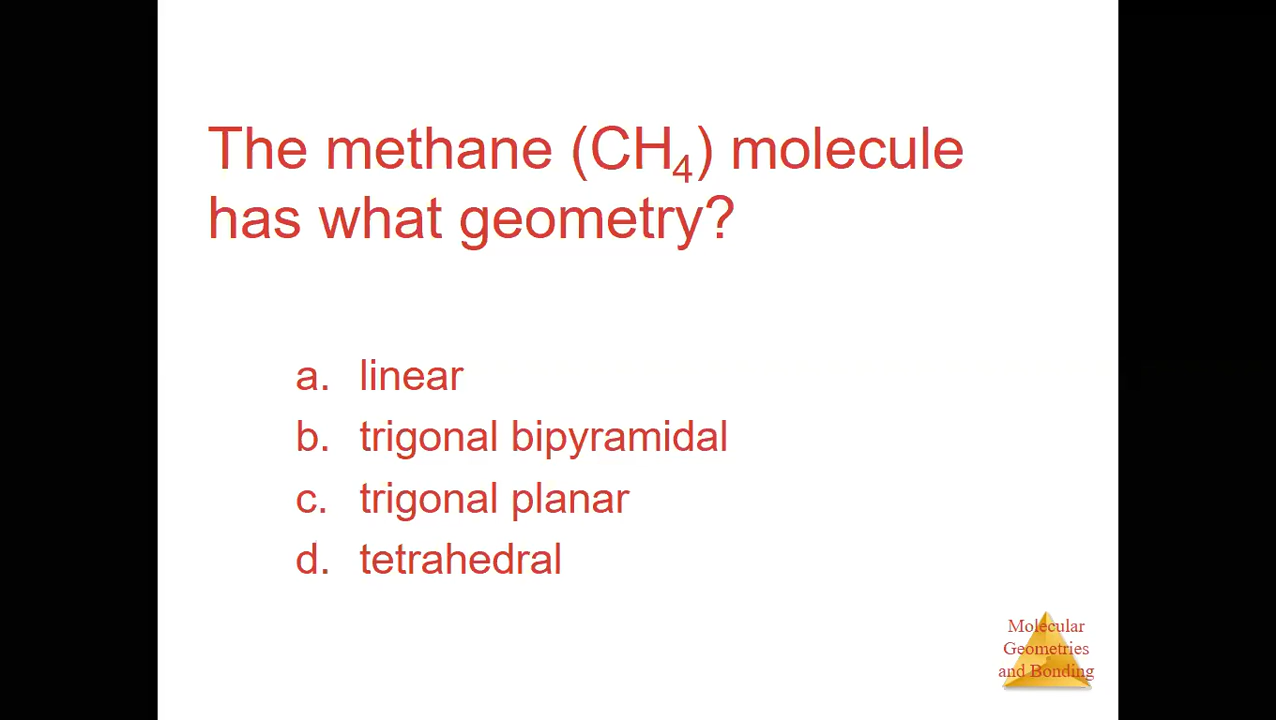 The methane (CH₄) molecule
has what geometry?
a. linear
b. trigonal bipyramidal
c. trigonal planar
d. tetrahedral
Molecular
Geometries
and Bonding